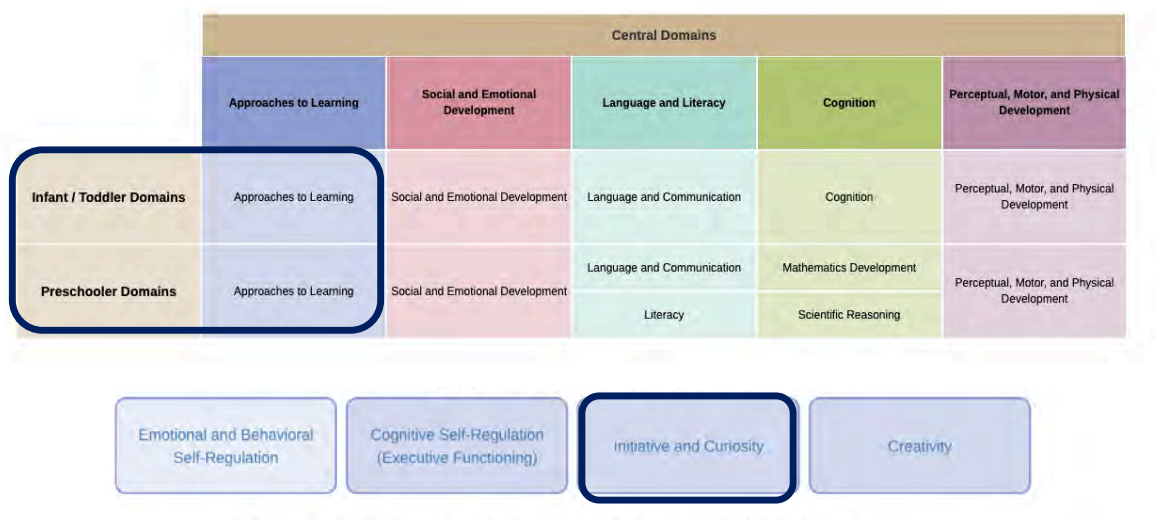 Central Domains
Approaches to Learning
Social and Emotional
Development
Language and Literacy
Cognition
Perceptual, Motor, and Physical
Development
Infant / Toddler Domains
Approaches to Learning
Social and Emotional Development
Language and Communication
Cognition
Perceptual, Motor, and Physical
Development
Preschooler Domains
Approaches to Learning
Social and Emotional Development
Language and Communication
Literacy
Mathematics Development
Scientific Reasoning
Perceptual, Motor, and Physical
Development
Emotional and Behavioral
Self-Regulation
Cognitive Self-Regulation
(Executive Functioning)
Initiative and Curiosity
Creativity